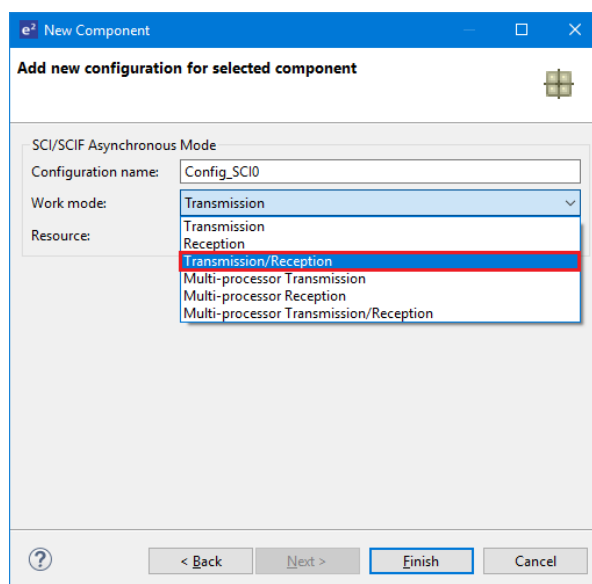 e² New Component
Add new configuration for selected component
SCI/SCIF Asynchronous Mode
Configuration name: Config_SCI0
Work mode: Transmission
Transmission
Resource:
Reception
Transmission/Reception
Multi-processor Transmission
Multi-processor Reception
Multi-processor Transmission/Reception
? < Back Next > Finish Cancel